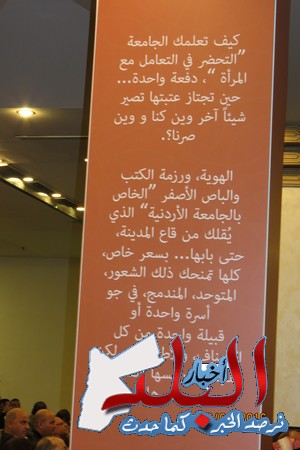 كيف تعلمك الجامعة
”التحضر في التعامل مع
المرأة “، دفعة واحدة...
حين تجتاز عتبتها تصير
شيئاً آخر وين كنا و وين
صرنا؟.
الهوية، ورزمة الكتب
والباص الأصفر ”الخاص
بالجامعة الأردنية“ الذي
يُقلك من قاع المدينة،
حتى بابها... بسعر خاص،
كلها تمنحك ذلك الشعور،
المتوحد، المندمج، في جو
أسرة واحدة أو
قبيلة واحدة من كل
أخبار
البلد
نرصد الخبر كما حدث